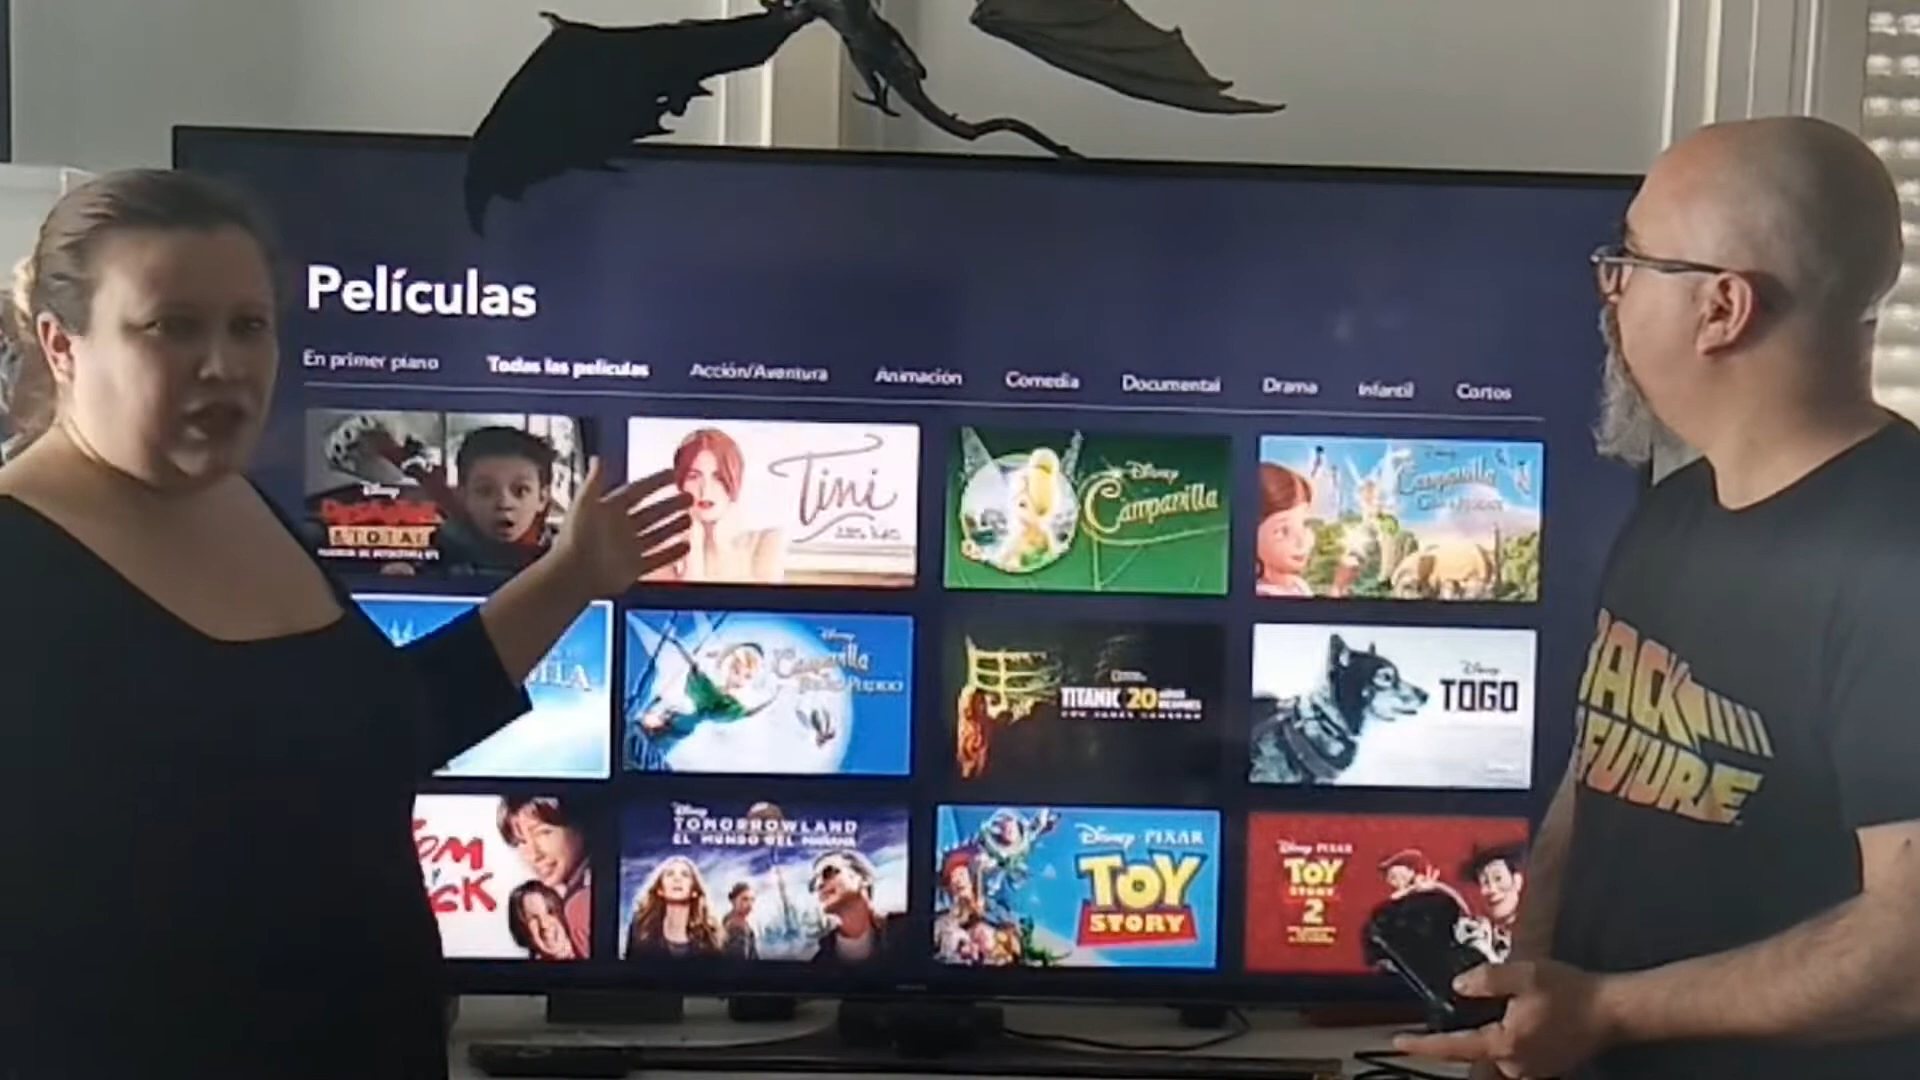 Películas
En primer plano
Todas las películas
Acción/Aventura
Animación
Comedia
Documental
Drama
Infantil
Cortos
Disney
Tini
Disney
Campanilla
Campanilla
Disney
Campanilla
TITANIC 20 AÑOS
Disney
TOGO
Disney
TOMORROWLAND
EL MUNDO DEL MAÑANA
Disney · PIXAR
TOY
STORY
Disney · PIXAR
TOY
STORY
2
BACK
FUTURE